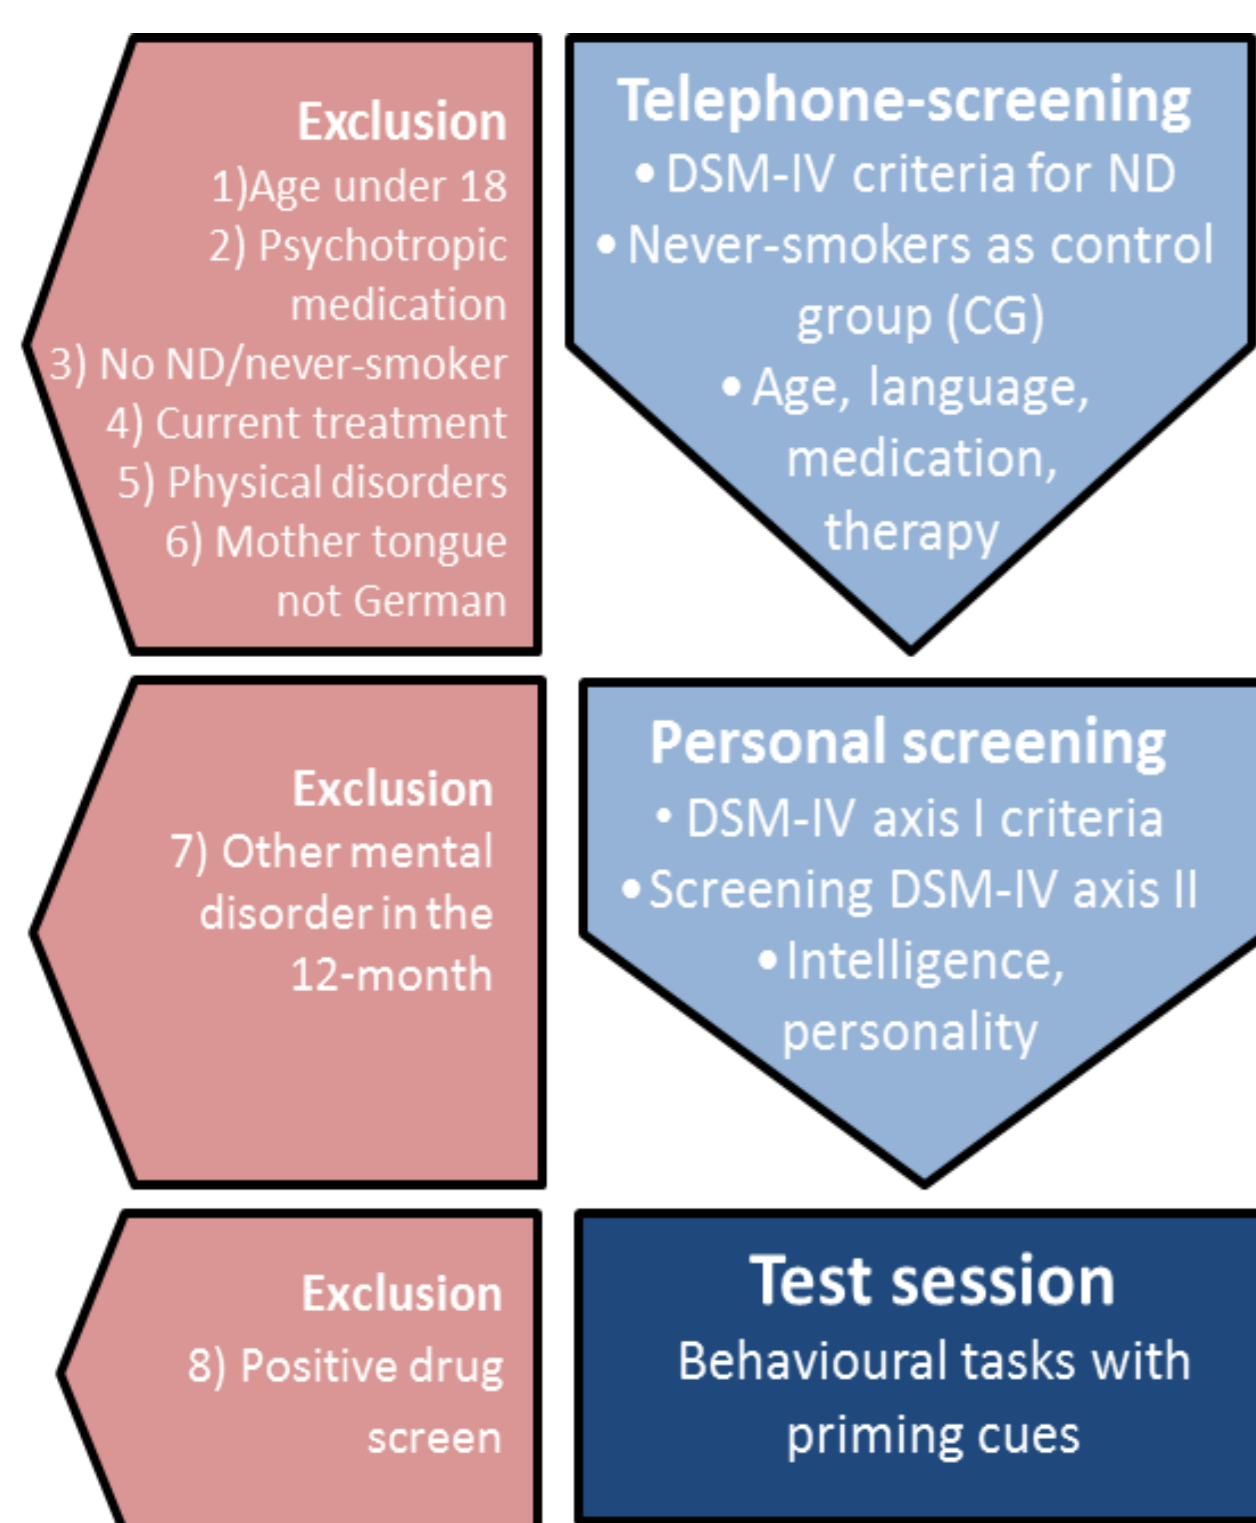 Exclusion
1)Age under 18
2) Psychotropic
medication
3) No ND/never-smoker
4) Current treatment
5) Physical disorders
6) Mother tongue
not German
Telephone-screening
•DSM-IV criteria for ND
•Never-smokers as control
group (CG)
•Age, language,
medication,
therapy
Exclusion
7) Other mental
disorder in the
12-month
Personal screening
• DSM-IV axis I criteria
•Screening DSM-IV axis II
•Intelligence,
personality
Exclusion
8) Positive drug
screen
Test session
Behavioural tasks with
priming cues